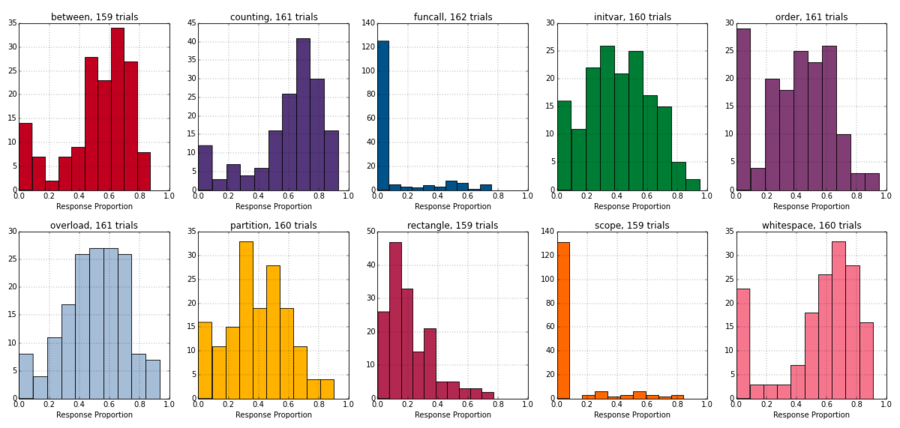 between, 159 trials
35
30
25
20
15
10
5
0
0.0 0.2 0.4 0.6 0.8 1.0
Response Proportion
counting, 161 trials
45
40
35
30
25
20
15
10
5
0
0.0 0.2 0.4 0.6 0.8 1.0
Response Proportion
funcall, 162 trials
140
120
100
80
60
40
20
0
0.0 0.2 0.4 0.6 0.8 1.0
Response Proportion
initvar, 160 trials
30
25
20
15
10
5
0
0.0 0.2 0.4 0.6 0.8 1.0
Response Proportion
order, 161 trials
30
25
20
15
10
5
0
0.0 0.2 0.4 0.6 0.8 1.0
Response Proportion
overload, 161 trials
30
25
20
15
10
5
0
0.0 0.2 0.4 0.6 0.8 1.0
Response Proportion
partition, 160 trials
35
30
25
20
15
10
5
0
0.0 0.2 0.4 0.6 0.8 1.0
Response Proportion
rectangle, 159 trials
50
40
30
20
10
0
0.0 0.2 0.4 0.6 0.8 1.0
Response Proportion
scope, 159 trials
140
120
100
80
60
40
20
0
0.0 0.2 0.4 0.6 0.8 1.0
Response Proportion
whitespace, 160 trials
35
30
25
20
15
10
5
0
0.0 0.2 0.4 0.6 0.8 1.0
Response Proportion